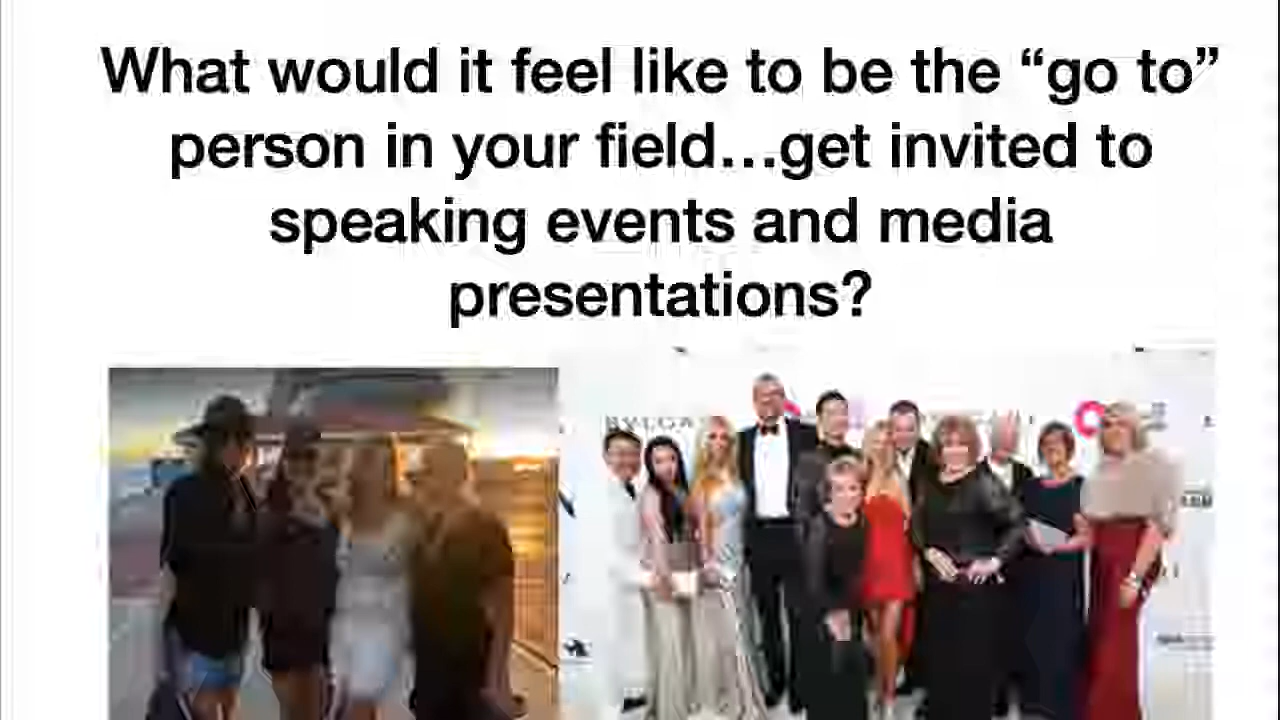 What would it feel like to be the “go to”
person in your field...get invited to
speaking events and media
presentations?
BVLGA